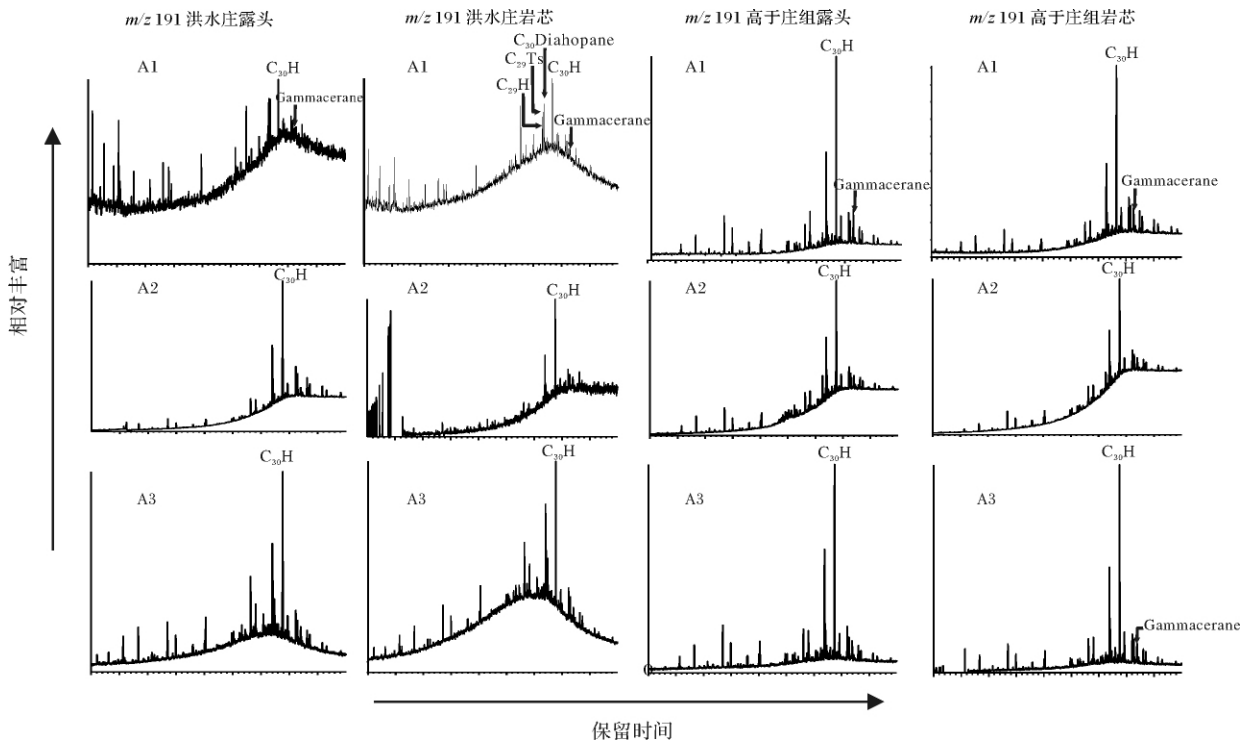 m/z 191 洪水庄露头
m/z 191 洪水庄岩芯
m/z 191 高于庄组露头
m/z 191 高于庄组岩芯
A1
C₃₀H
Gammacerane
A1
C₃₀Diahopane
C₂₉Ts
C₃₀H
C₂₉H
Gammacerane
A1
C₃₀H
Gammacerane
A1
C₃₀H
Gammacerane
相对丰富
A2
C₃₀H
A2
C₃₀H
A2
C₃₀H
A2
C₃₀H
A3
C₃₀H
A3
C₃₀H
A3
C₃₀H
A3
C₃₀H
Gammacerane
保留时间